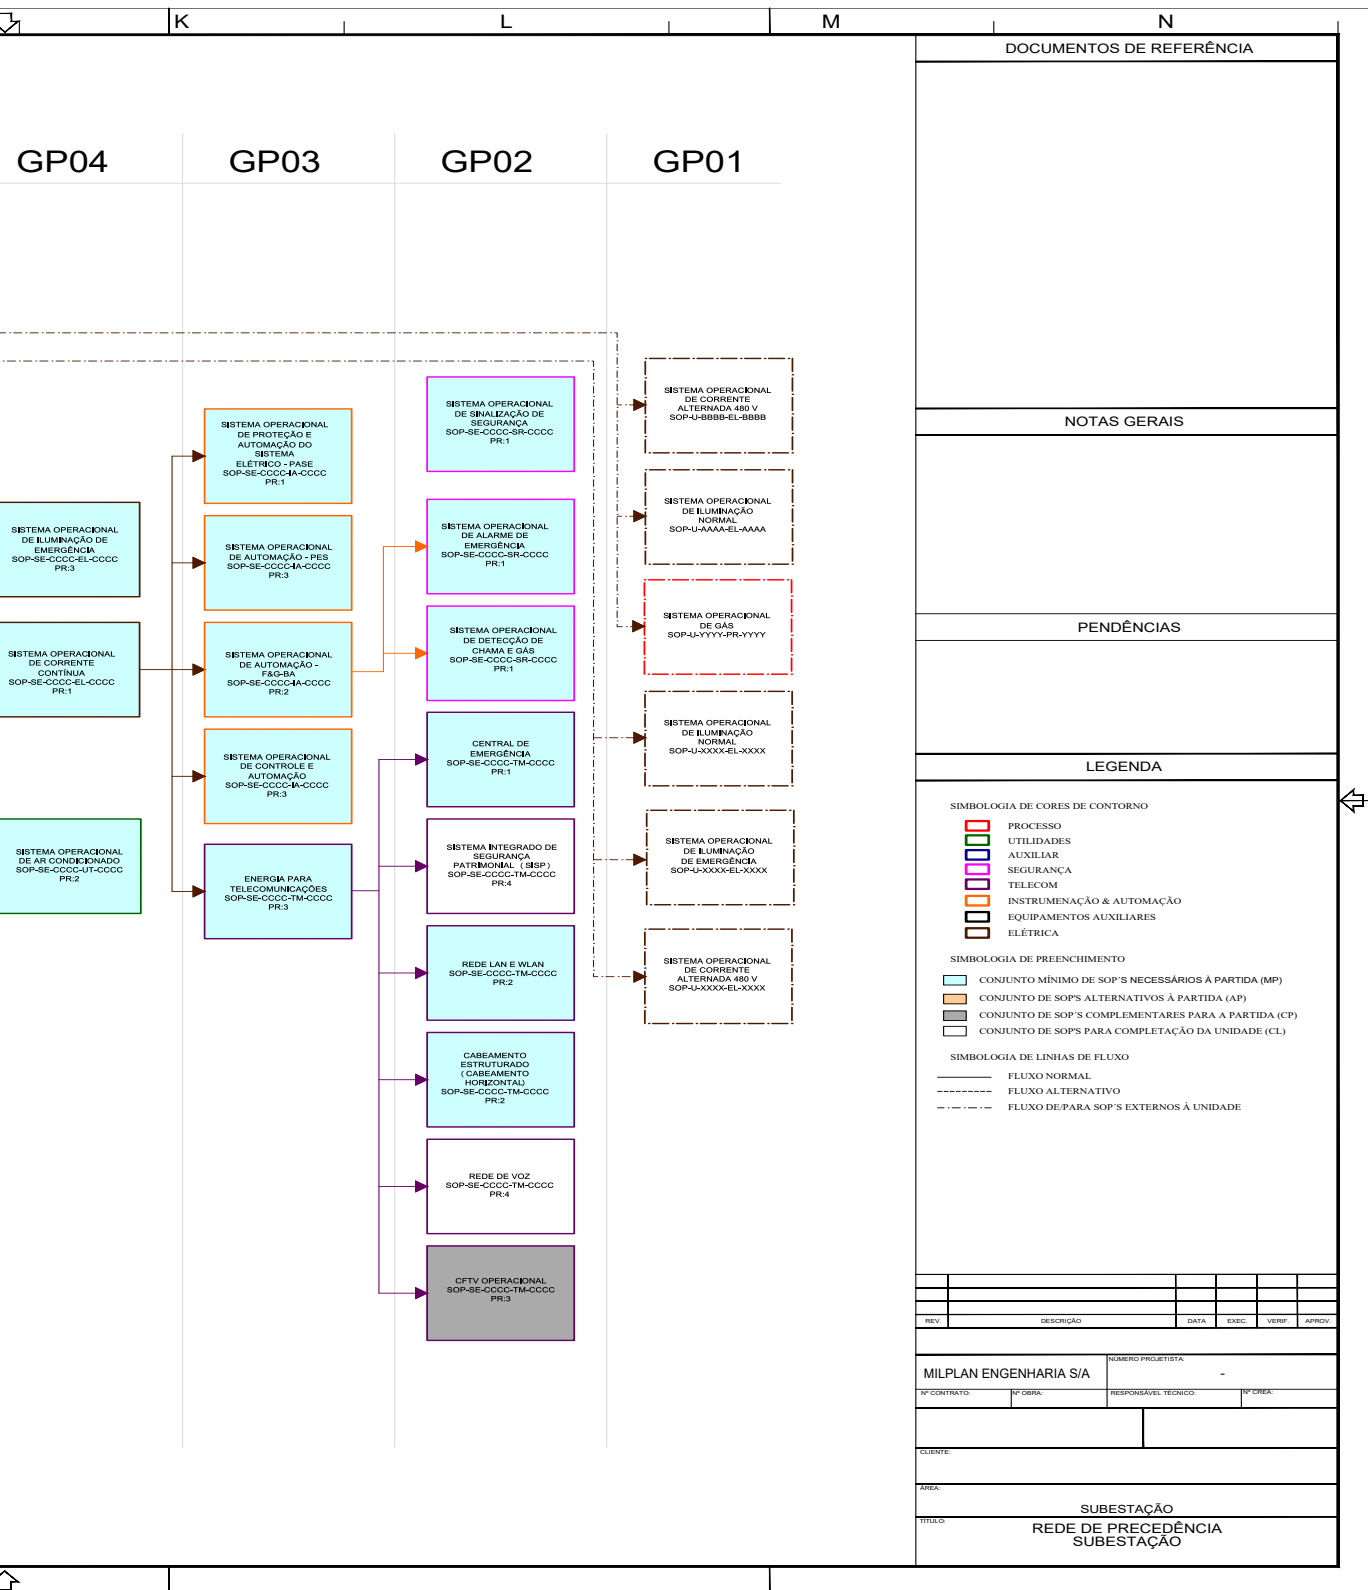 K
L
M
N
DOCUMENTOS DE REFERÊNCIA
GP04
GP03
GP02
GP01
SISTEMA OPERACIONAL
DE ILUMINAÇÃO DE
EMERGÊNCIA
SOP-SE-CCCC-EL-CCCC
PR:3
SISTEMA OPERACIONAL
DE CORRENTE
CONTÍNUA
SOP-SE-CCCC-EL-CCCC
PR:1
SISTEMA OPERACIONAL
DE AR CONDICIONADO
SOP-SE-CCCC-UT-CCCC
PR:2
SISTEMA OPERACIONAL
DE PROTEÇÃO E
AUTOMAÇÃO DO
SISTEMA
ELÉTRICO - PASE
SOP-SE-CCCC-IA-CCCC
PR:1
SISTEMA OPERACIONAL
DE AUTOMAÇÃO - PES
SOP-SE-CCCC-IA-CCCC
PR:3
SISTEMA OPERACIONAL
DE AUTOMAÇÃO -
F&G-BA
SOP-SE-CCCC-IA-CCCC
PR:2
SISTEMA OPERACIONAL
DE CONTROLE E
AUTOMAÇÃO
SOP-SE-CCCC-IA-CCCC
PR:3
ENERGIA PARA
TELECOMUNICAÇÕES
SOP-SE-CCCC-TM-CCCC
PR:3
SISTEMA OPERACIONAL
DE SINALIZAÇÃO DE
SEGURANÇA
SOP-SE-CCCC-SR-CCCC
PR:1
SISTEMA OPERACIONAL
DE ALARME DE
EMERGÊNCIA
SOP-SE-CCCC-SR-CCCC
PR:1
SISTEMA OPERACIONAL
DE DETECÇÃO DE
CHAMA E GÁS
SOP-SE-CCCC-SR-CCCC
PR:1
CENTRAL DE
EMERGÊNCIA
SOP-SE-CCCC-TM-CCCC
PR:1
SISTEMA INTEGRADO DE
SEGURANÇA
PATRIMONIAL ( SISP )
SOP-SE-CCCC-TM-CCCC
PR:4
REDE LAN E WLAN
SOP-SE-CCCC-TM-CCCC
PR:2
CABEAMENTO
ESTRUTURADO
( CABEAMENTO
HORIZONTAL)
SOP-SE-CCCC-TM-CCCC
PR:2
REDE DE VOZ
SOP-SE-CCCC-TM-CCCC
PR:4
CFTV OPERACIONAL
SOP-SE-CCCC-TM-CCCC
PR:3
SISTEMA OPERACIONAL
DE CORRENTE
ALTERNADA 480 V
SOP-U-BBBB-EL-BBBB
SISTEMA OPERACIONAL
DE ILUMINAÇÃO
NORMAL
SOP-U-AAAA-EL-AAAA
SISTEMA OPERACIONAL
DE GÁS
SOP-U-YYYY-PR-YYYY
SISTEMA OPERACIONAL
DE ILUMINAÇÃO
NORMAL
SOP-U-XXXX-EL-XXXX
SISTEMA OPERACIONAL
DE ILUMINAÇÃO
DE EMERGÊNCIA
SOP-U-XXXX-EL-XXXX
SISTEMA OPERACIONAL
DE CORRENTE
ALTERNADA 480 V
SOP-U-XXXX-EL-XXXX
NOTAS GERAIS
PENDÊNCIAS
LEGENDA
SIMBOLOGIA DE CORES DE CONTORNO
PROCESSO
UTILIDADES
AUXILIAR
SEGURANÇA
TELECOM
INSTRUMENAÇÃO & AUTOMAÇÃO
EQUIPAMENTOS AUXILIARES
ELÉTRICA
SIMBOLOGIA DE PREENCHIMENTO
CONJUNTO MÍNIMO DE SOP'S NECESSÁRIOS À PARTIDA (MP)
CONJUNTO DE SOP'S ALTERNATIVOS À PARTIDA (AP)
CONJUNTO DE SOP'S COMPLEMENTARES PARA A PARTIDA (CP)
CONJUNTO DE SOP'S PARA COMPLETAÇÃO DA UNIDADE (CL)
SIMBOLOGIA DE LINHAS DE FLUXO
FLUXO NORMAL
FLUXO ALTERNATIVO
FLUXO DE/PARA SOP'S EXTERNOS À UNIDADE
REV. DESCRIÇÃO DATA EXEC. VERIF. APROV.
MILPLAN ENGENHARIA S/A
NÚMERO PROJETISTA:
-
Nº CONTRATO: Nº OBRA: RESPONSÁVEL TÉCNICO: Nº CREA:
CLIENTE:
ÁREA:
SUBESTAÇÃO
TÍTULO:
REDE DE PRECEDÊNCIA
SUBESTAÇÃO